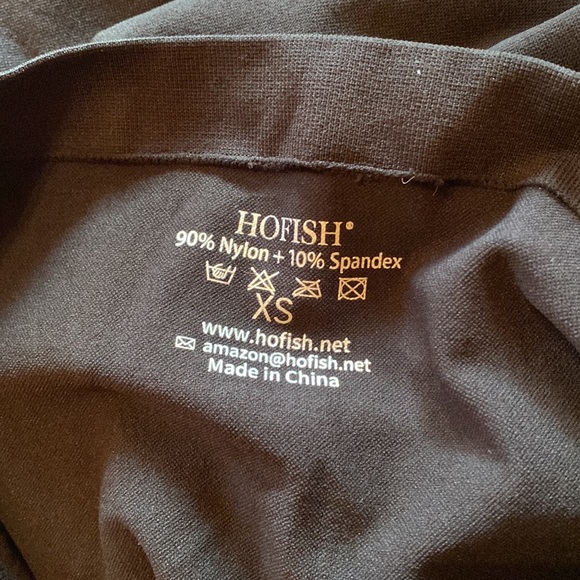 HOFISH®
90% Nylon + 10% Spandex
XS
www.hofish.net
amazon@hofish.net
Made in China